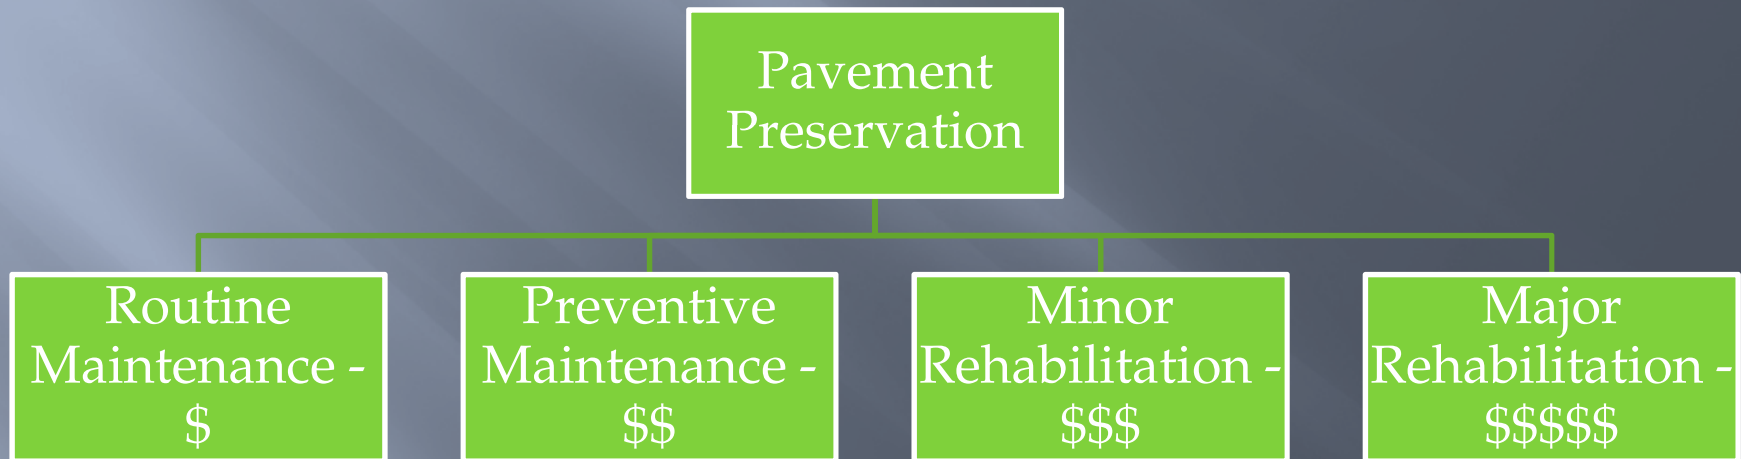 Pavement
Preservation
Routine
Maintenance -
$
Preventive
Maintenance -
$$
Minor
Rehabilitation -
$$$
Major
Rehabilitation -
$$$$$